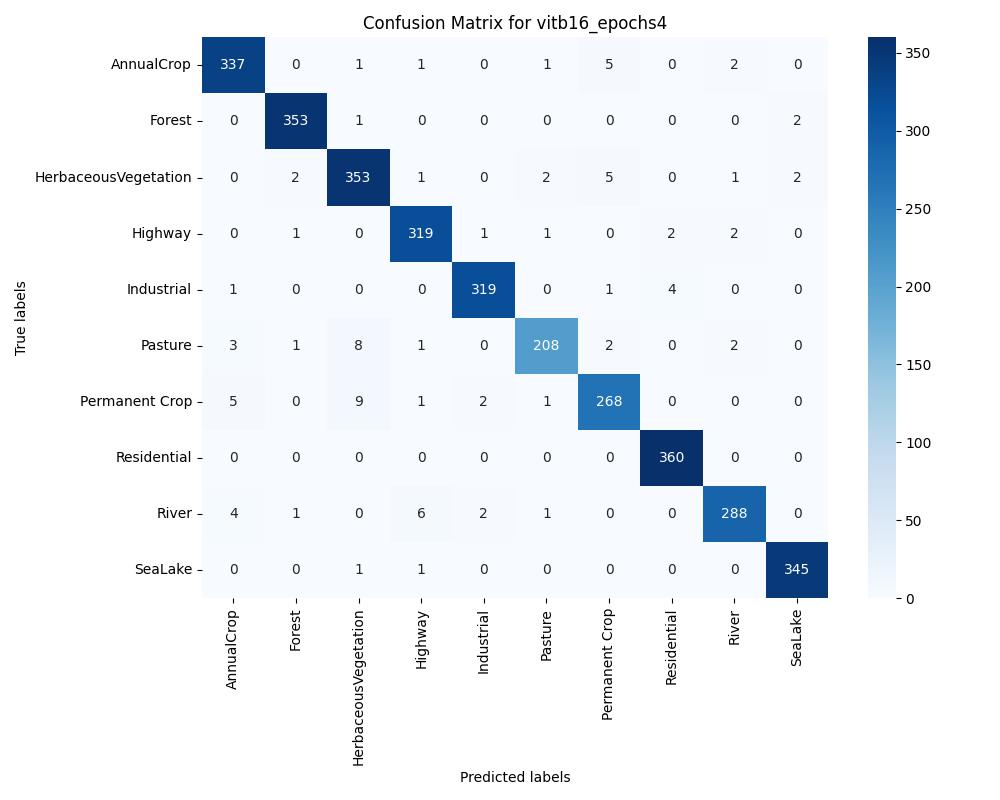 Confusion Matrix for vitb16_epochs4
AnnualCrop 337 0 1 1 0 1 5 0 2 0
Forest 0 353 1 0 0 0 0 0 0 2
HerbaceousVegetation 0 2 353 1 0 2 5 0 1 2
Highway 0 1 0 319 1 1 0 2 2 0
Industrial 1 0 0 0 319 0 1 4 0 0
Pasture 3 1 8 1 0 208 2 0 2 0
Permanent Crop 5 0 9 1 2 1 268 0 0 0
Residential 0 0 0 0 0 0 0 360 0 0
River 4 1 0 6 2 1 0 0 288 0
SeaLake 0 0 1 1 0 0 0 0 0 345
True labels
AnnualCrop
Forest
HerbaceousVegetation
Highway
Industrial
Pasture
Permanent Crop
Residential
River
SeaLake
Predicted labels
350
300
250
200
150
100
50
0